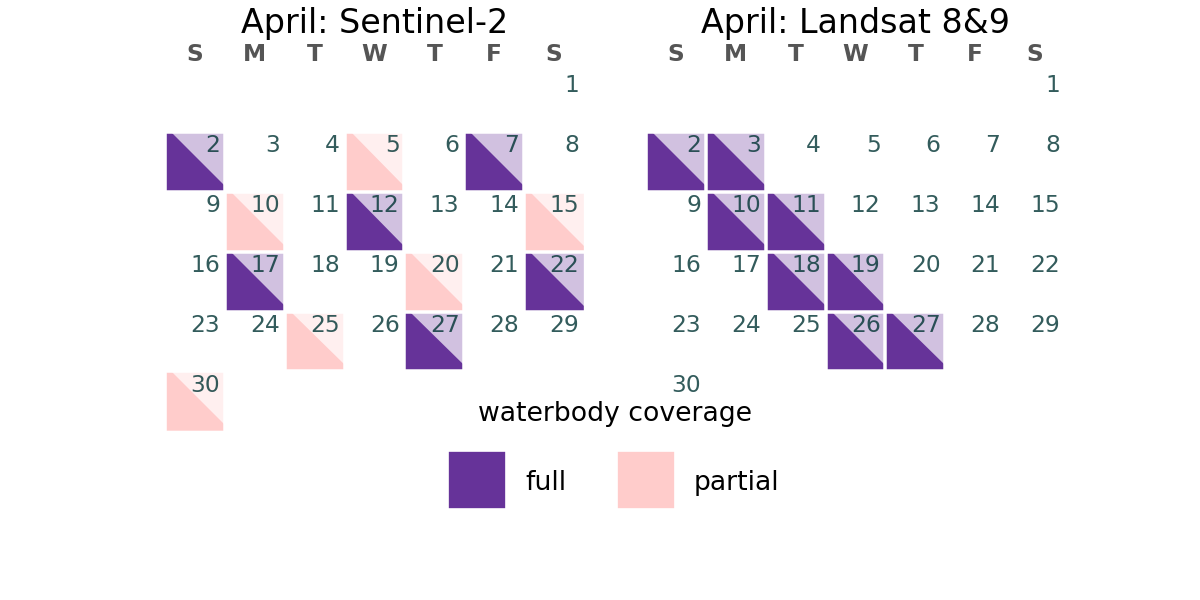 April: Sentinel-2
S M T W T F S
1
2 3 4 5 6 7 8
9 10 11 12 13 14 15
16 17 18 19 20 21 22
23 24 25 26 27 28 29
30
April: Landsat 8&9
S M T W T F S
1
2 3 4 5 6 7 8
9 10 11 12 13 14 15
16 17 18 19 20 21 22
23 24 25 26 27 28 29
30
waterbody coverage
full
partial